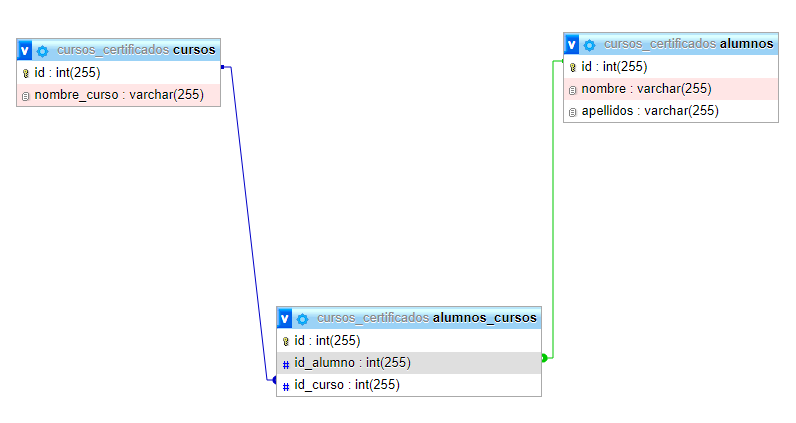 v cursos_certificados cursos
id : int(255)
nombre_curso : varchar(255)
v cursos_certificados alumnos
id : int(255)
nombre : varchar(255)
apellidos : varchar(255)
v cursos_certificados alumnos_cursos
id : int(255)
# id_alumno : int(255)
# id_curso : int(255)